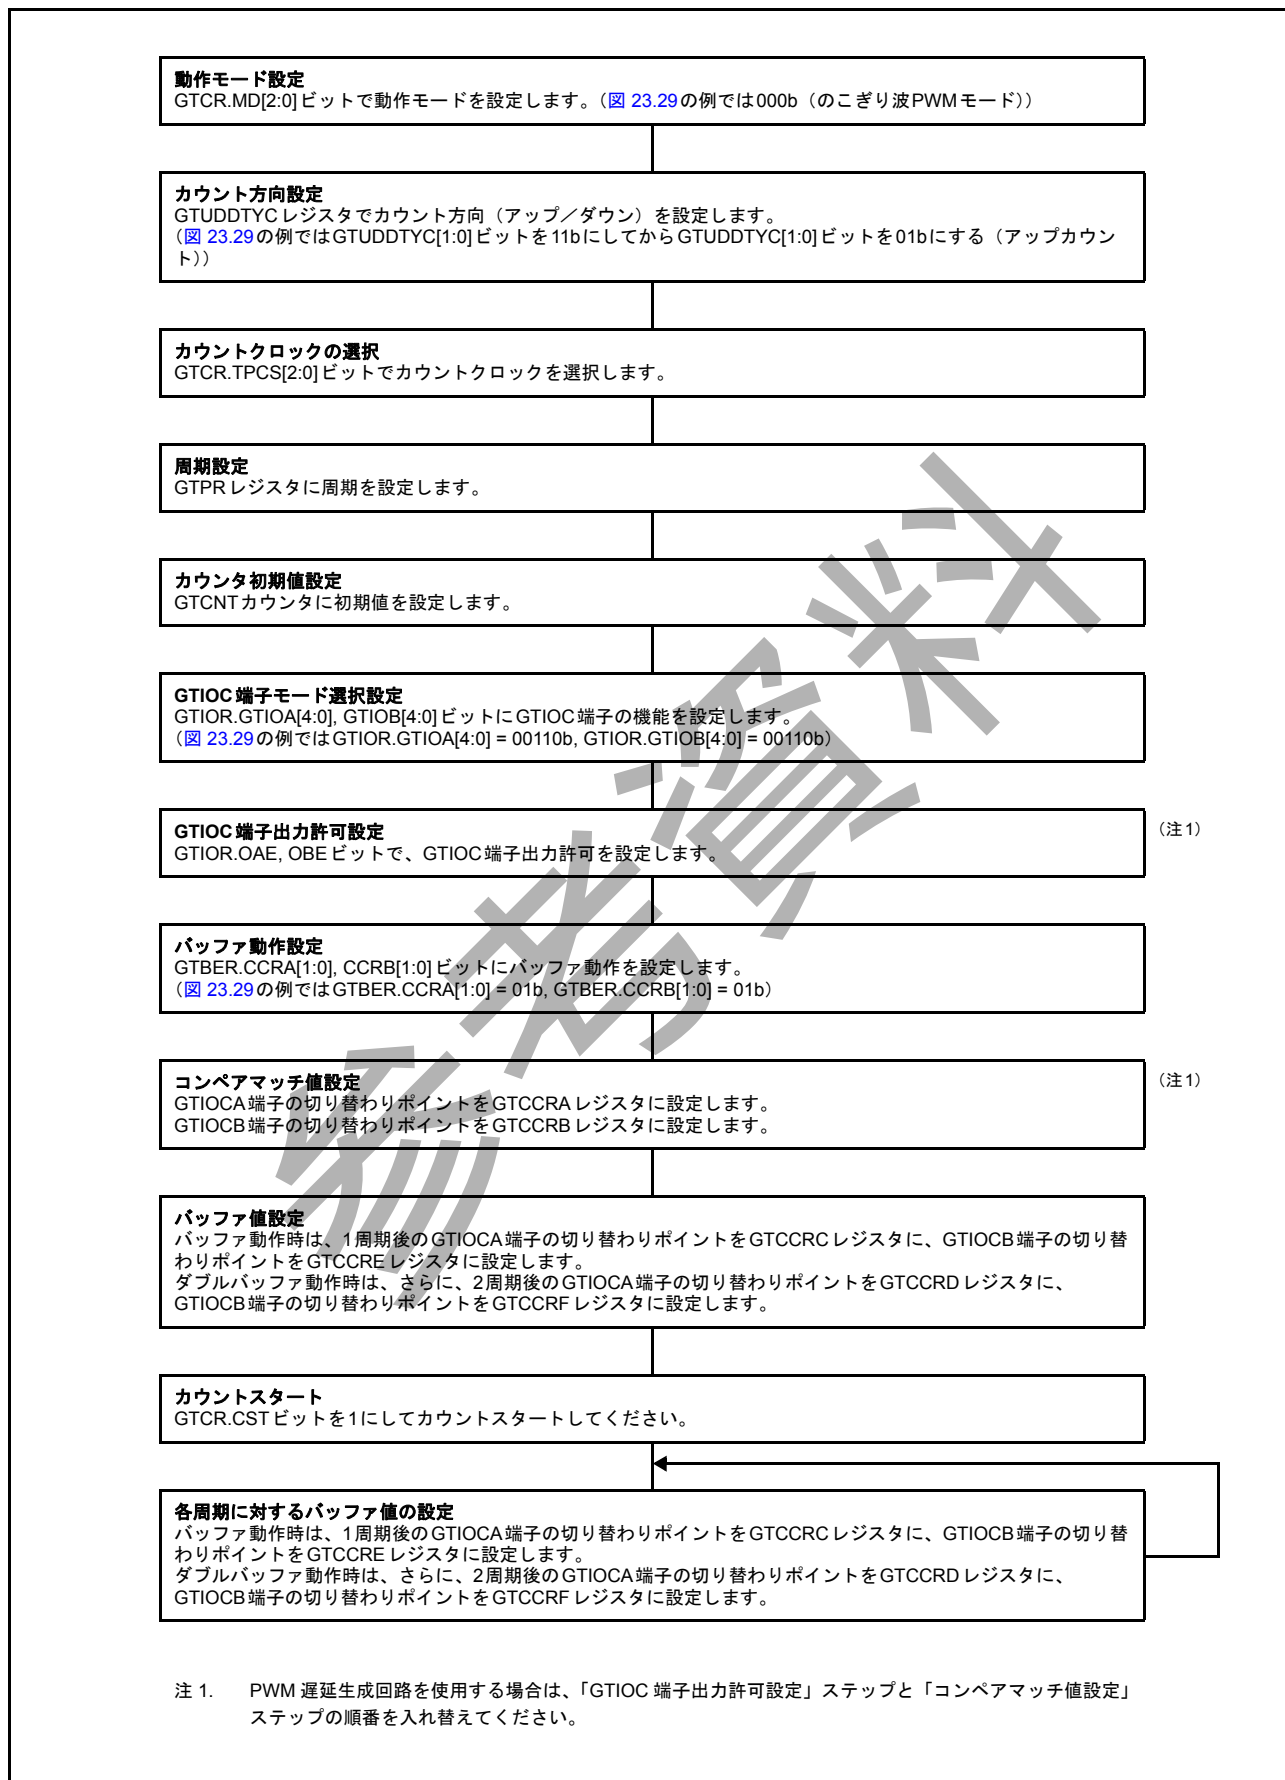 動作モード設定
GTCR.MD[2:0]ビットで動作モードを設定します。（図 23.29の例では000b（のこぎり波PWMモード））
カウント方向設定
GTUDDTYCレジスタでカウント方向（アップ／ダウン）を設定します。
（図 23.29の例ではGTUDDTYC[1:0]ビットを11bにしてからGTUDDTYC[1:0]ビットを01bにする（アップカウン
ト））
カウントクロックの選択
GTCR.TPCS[2:0]ビットでカウントクロックを選択します。
周期設定
GTPRレジスタに周期を設定します。
カウンタ初期値設定
GTCNTカウンタに初期値を設定します。
GTIOC端子モード選択設定
GTIOR.GTIOA[4:0], GTIOB[4:0]ビットにGTIOC端子の機能を設定します。
（図 23.29の例ではGTIOR.GTIOA[4:0] = 00110b, GTIOR.GTIOB[4:0] = 00110b）
GTIOC端子出力許可設定
GTIOR.OAE, OBEビットで、GTIOC端子出力許可を設定します。
（注1）
バッファ動作設定
GTBER.CCRA[1:0], CCRB[1:0]ビットにバッファ動作を設定します。
（図 23.29の例ではGTBER.CCRA[1:0] = 01b, GTBER.CCRB[1:0] = 01b）
コンペアマッチ値設定
GTIOCA端子の切り替わりポイントをGTCCRAレジスタに設定します。
GTIOCB端子の切り替わりポイントをGTCCRBレジスタに設定します。
（注1）
バッファ値設定
バッファ動作時は、1周期後のGTIOCA端子の切り替わりポイントをGTCCRCレジスタに、GTIOCB端子の切り替
わりポイントをGTCCREレジスタに設定します。
ダブルバッファ動作時は、さらに、2周期後のGTIOCA端子の切り替わりポイントをGTCCRDレジスタに、
GTIOCB端子の切り替わりポイントをGTCCRFレジスタに設定します。
カウントスタート
GTCR.CSTビットを1にしてカウントスタートしてください。
各周期に対するバッファ値の設定
バッファ動作時は、1周期後のGTIOCA端子の切り替わりポイントをGTCCRCレジスタに、GTIOCB端子の切り替
わりポイントをGTCCREレジスタに設定します。
ダブルバッファ動作時は、さらに、2周期後のGTIOCA端子の切り替わりポイントをGTCCRDレジスタに、
GTIOCB端子の切り替わりポイントをGTCCRFレジスタに設定します。
注 1. PWM 遅延生成回路を使用する場合は、「GTIOC 端子出力許可設定」ステップと「コンペアマッチ値設定」
ステップの順番を入れ替えてください。
参考資料